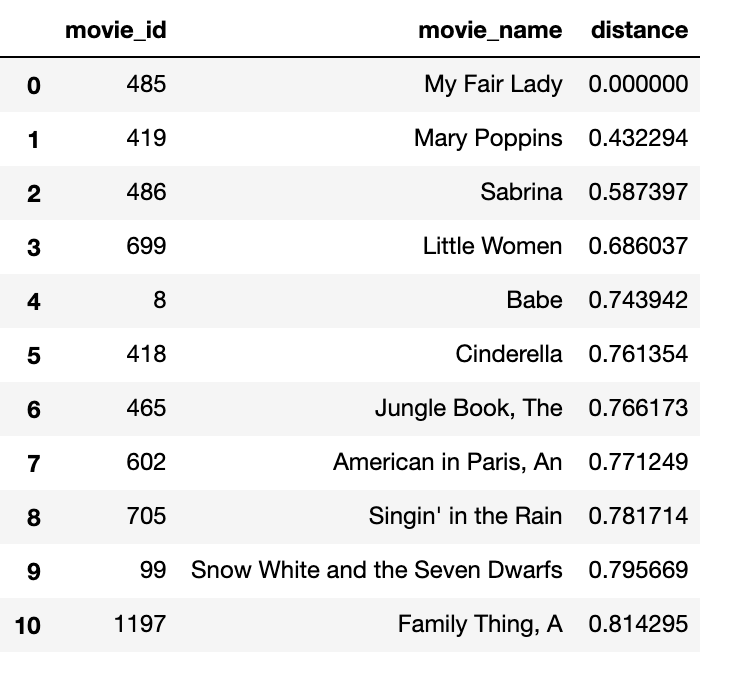 movie_id movie_name distance
0 485 My Fair Lady 0.000000
1 419 Mary Poppins 0.432294
2 486 Sabrina 0.587397
3 699 Little Women 0.686037
4 8 Babe 0.743942
5 418 Cinderella 0.761354
6 465 Jungle Book, The 0.766173
7 602 American in Paris, An 0.771249
8 705 Singin' in the Rain 0.781714
9 99 Snow White and the Seven Dwarfs 0.795669
10 1197 Family Thing, A 0.814295